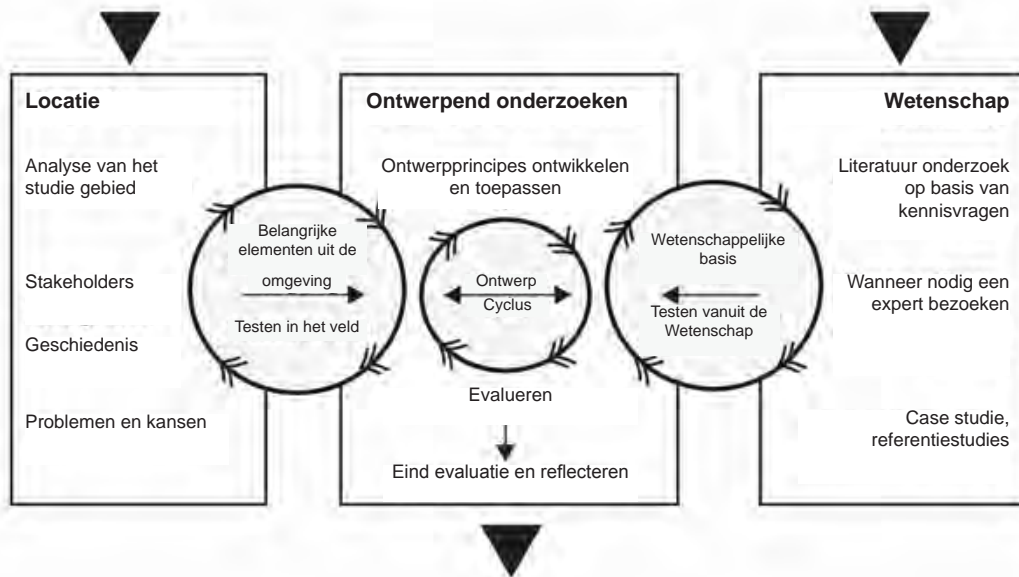 Locatie
Analyse van het
studie gebied
Stakeholders
Geschiedenis
Problemen en kansen
Belangrijke
elementen uit de
omgeving
Testen in het veld
Ontwerpend onderzoeken
Ontwerpprincipes ontwikkelen
en toepassen
Ontwerp
Cyclus
Evalueren
Eind evaluatie en reflecteren
Wetenschappelijke
basis
Testen vanuit de
Wetenschap
Wetenschap
Literatuur onderzoek
op basis van
kennisvragen
Wanneer nodig een
expert bezoeken
Case studie,
referentiestudies